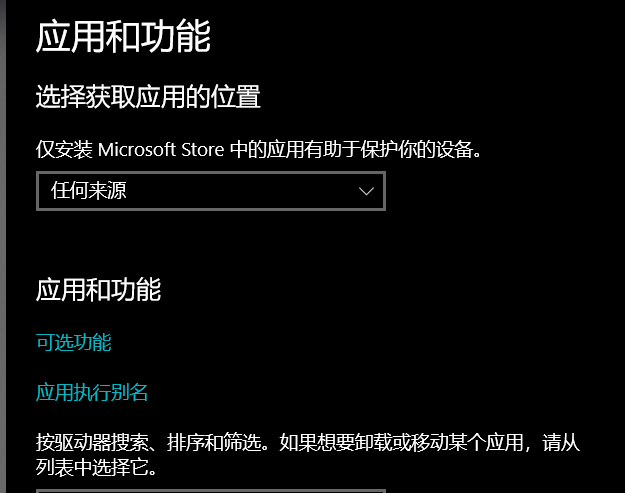 应用和功能
选择获取应用的位置
仅安装 Microsoft Store 中的应用有助于保护你的设备。
任何来源
应用和功能
可选功能
应用执行别名
按驱动器搜索、排序和筛选。如果想要卸载或移动某个应用，请从
列表中选择它。